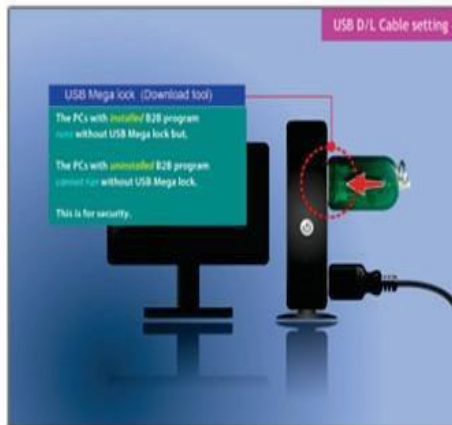 USB D/L Cable setting
USB Mega lock (Download tool)
The PCs with installed B2B program
runs without USB Mega lock but,
The PCs with uninstalled B2B program
cannot run without USB Mega lock.
This is for security.